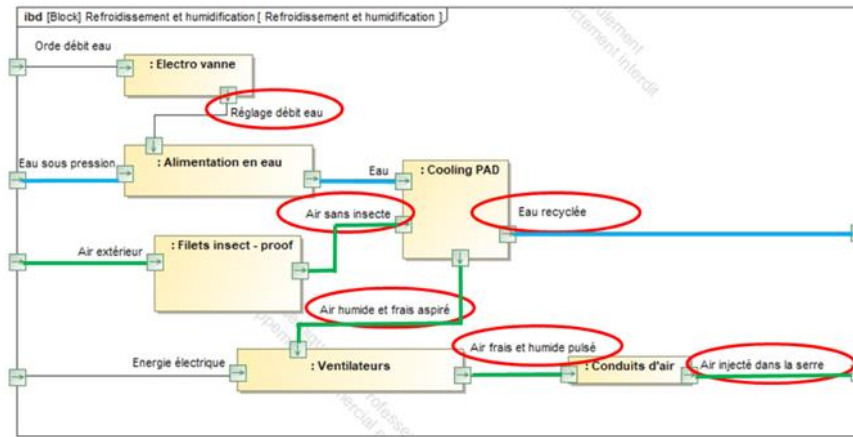 ibd [Block] Refroidissement et humidification [ Refroidissement et humidification ]
Orde débit eau
: Electro vanne
Réglage débit eau
Eau sous pression
: Alimentation en eau
Eau
: Cooling PAD
Air sans insecte
Eau recyclée
Air extérieur
: Filets insect - proof
Air humide et frais aspiré
Energie électrique
: Ventilateurs
Air frais et humide pulsé
: Conduits d'air
Air injecté dans la serre
ctement interdit